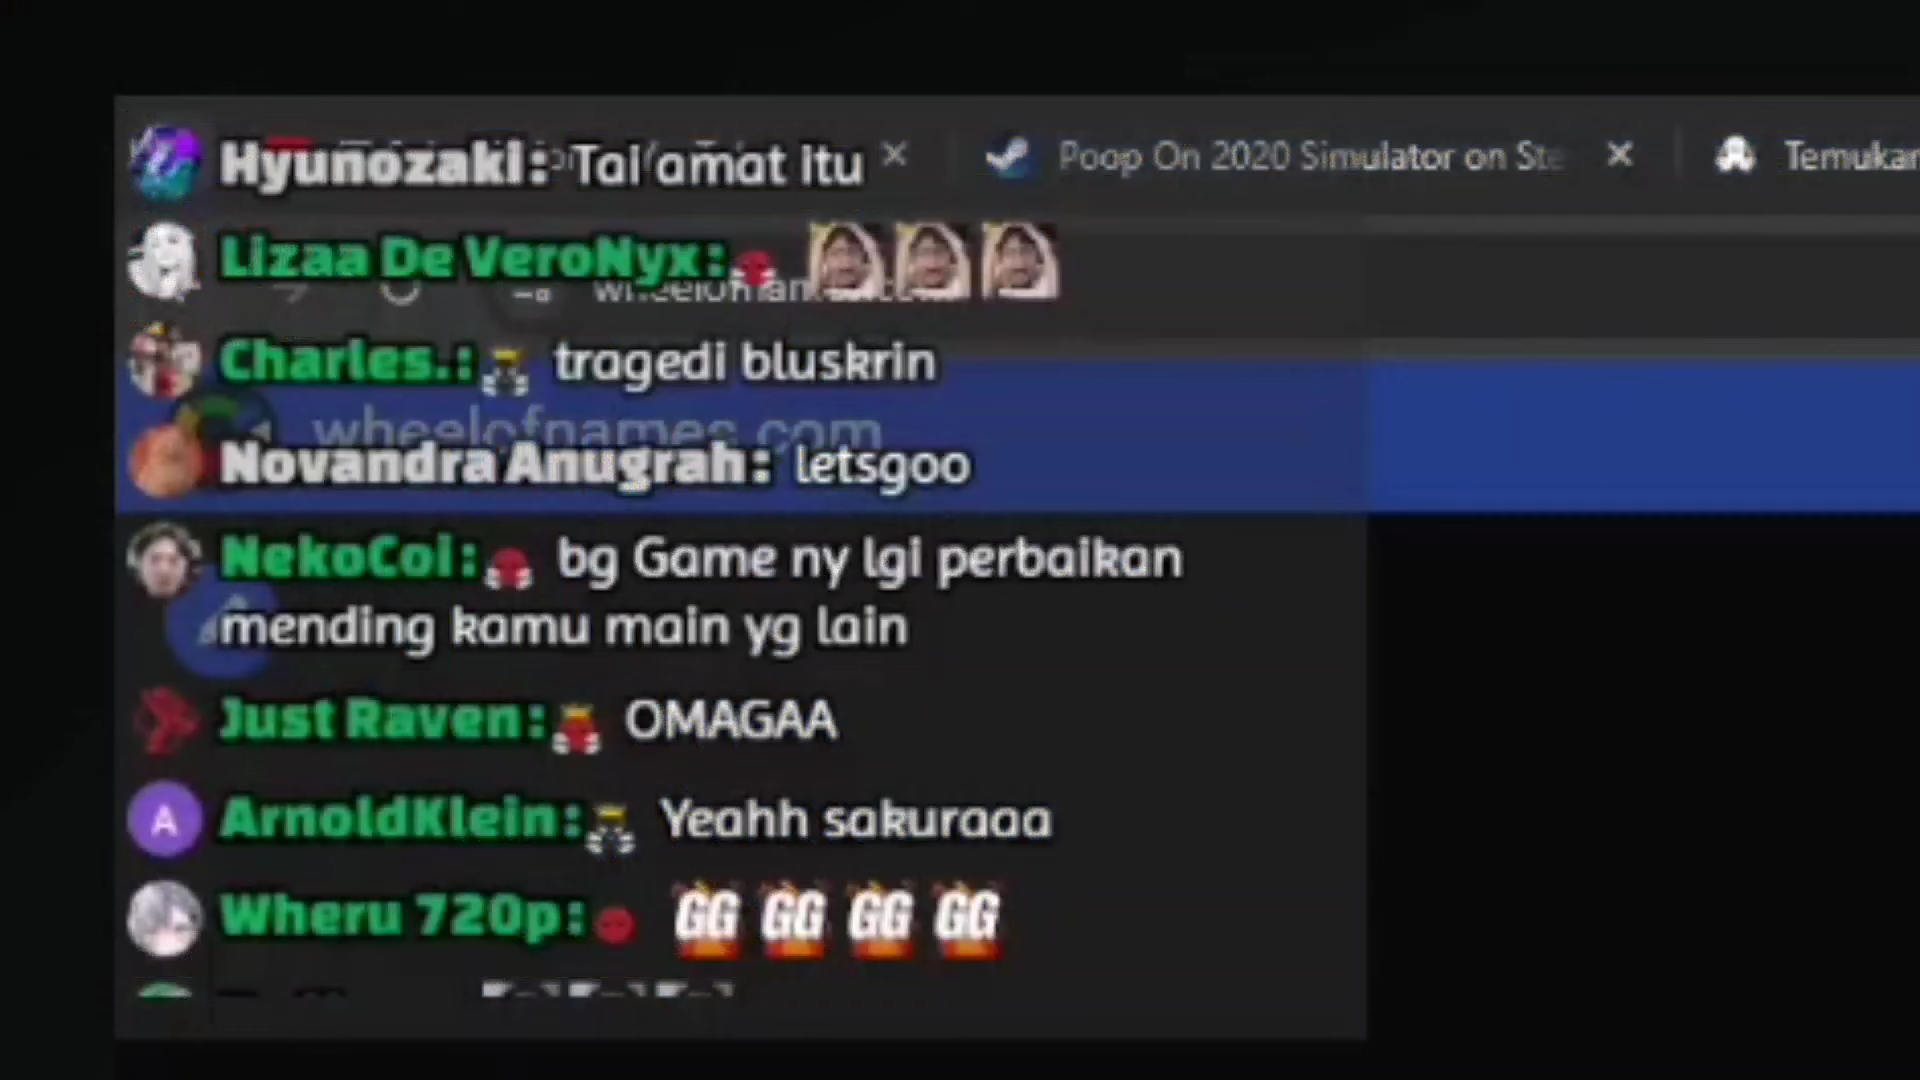 Hyunozaki: Tai amat itu
Poop On 2020 Simulator on Ste
Temukan
Lizaa De VeroNyx:
Charles.: tragedi bluskrin
wheelofnames.com
Novandra Anugrah: letsgoo
NekoCol: bg Game ny lgi perbaikan
mending kamu main yg lain
Just Raven: OMAGAA
A ArnoldKlein: Yeahh sakuraaa
Wheru 720p: GG GG GG GG